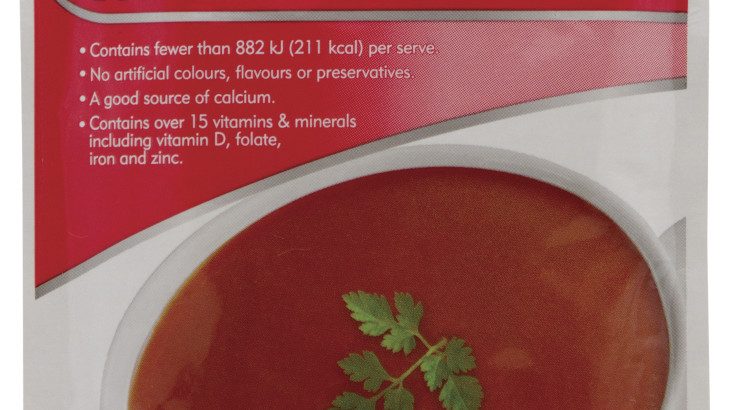 • Contains fewer than 882 kJ (211 kcal) per serve.
• No artificial colours, flavours or preservatives.
• A good source of calcium.
• Contains over 15 vitamins & minerals
including vitamin D, folate,
iron and zinc.